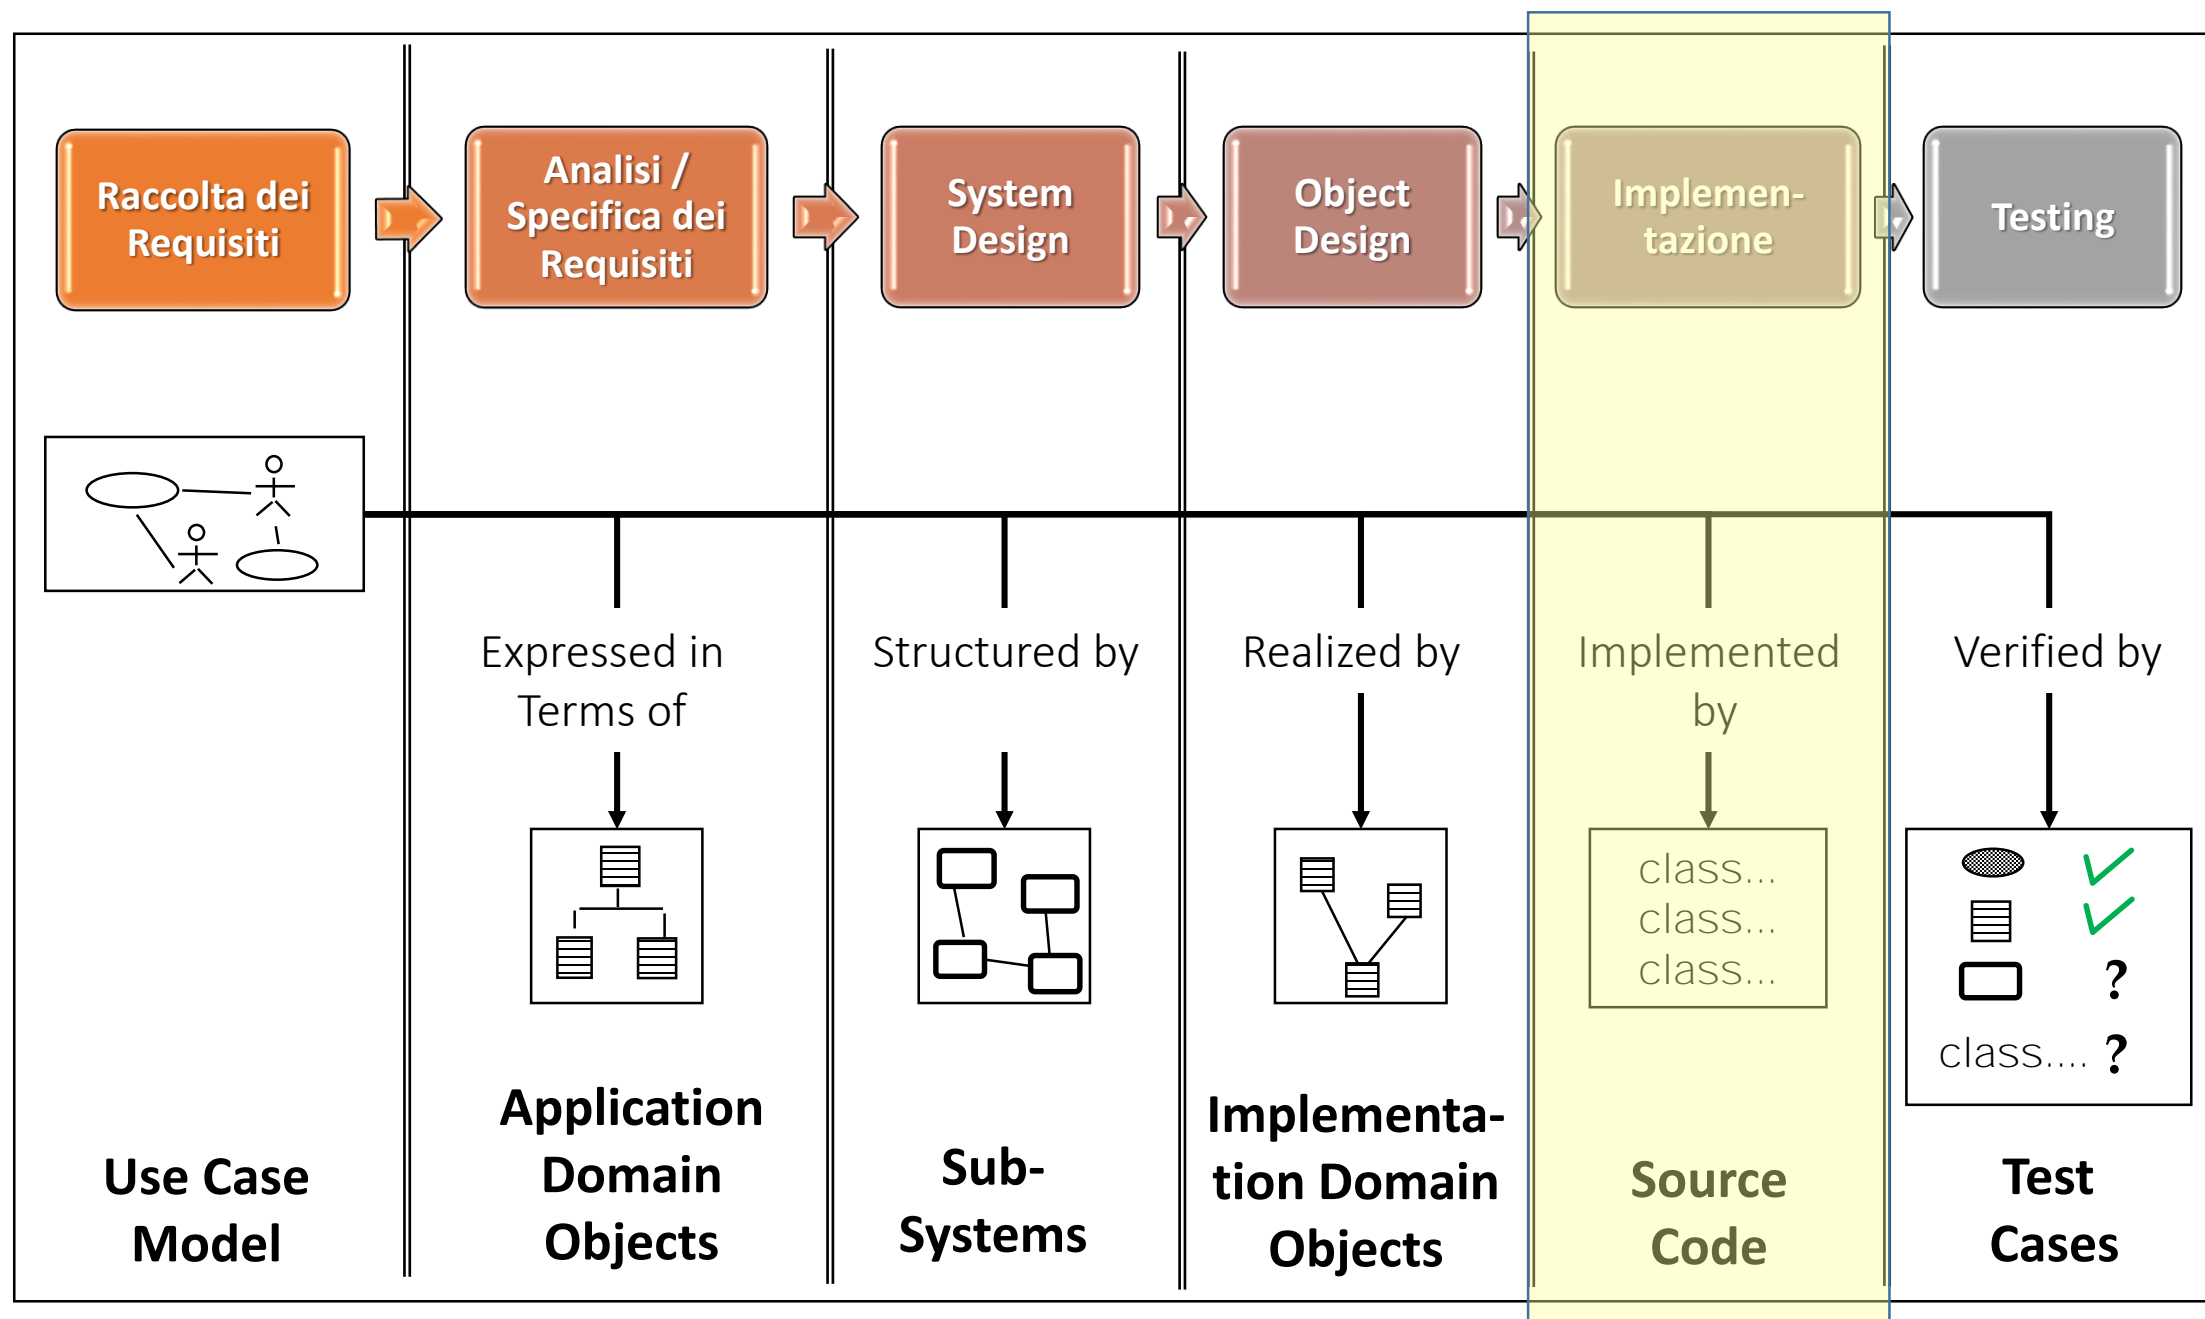 Raccolta dei
Requisiti
Analisi /
Specifica dei
Requisiti
System
Design
Object
Design
Implemen-
tazione
Testing
Expressed in
Terms of
Structured by
Realized by
Implemented
by
Verified by
class...
class...
class...
?
class.... ?
Use Case
Model
Application
Domain
Objects
Sub-
Systems
Implementa-
tion Domain
Objects
Source
Code
Test
Cases